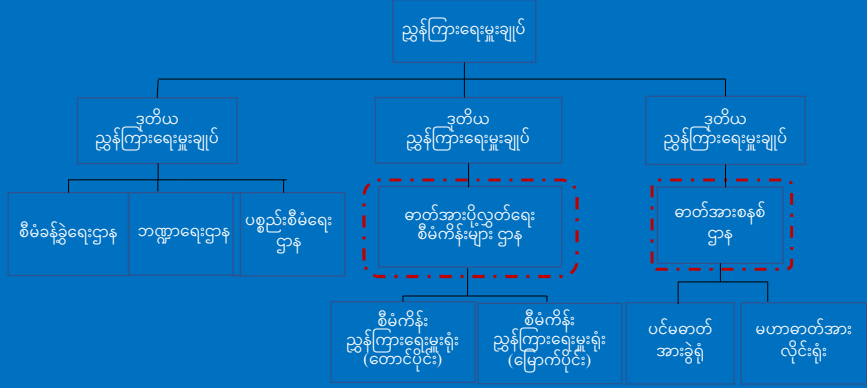 ညွှန်ကြားရေးမှူးချုပ်
ဒုတိယ
ညွှန်ကြားရေးမှူးချုပ်
ဒုတိယ
ညွှန်ကြားရေးမှူးချုပ်
ဒုတိယ
ညွှန်ကြားရေးမှူးချုပ်
စီမံခန့်ခွဲရေးဌာန
ဘဏ္ဍာရေးဌာန
ပစ္စည်းစီမံရေး
ဌာန
ဓာတ်အားပို့လွှတ်ရေး
စီမံကိန်းများ ဌာန
ဓာတ်အားစနစ်
ဌာန
စီမံကိန်း
ညွှန်ကြားရေးမှူးရုံး
(တောင်ပိုင်း)
စီမံကိန်း
ညွှန်ကြားရေးမှူးရုံး
(မြောက်ပိုင်း)
ပင်မဓာတ်
အားခွဲရုံ
မဟာဓာတ်အား
လိုင်းရုံး